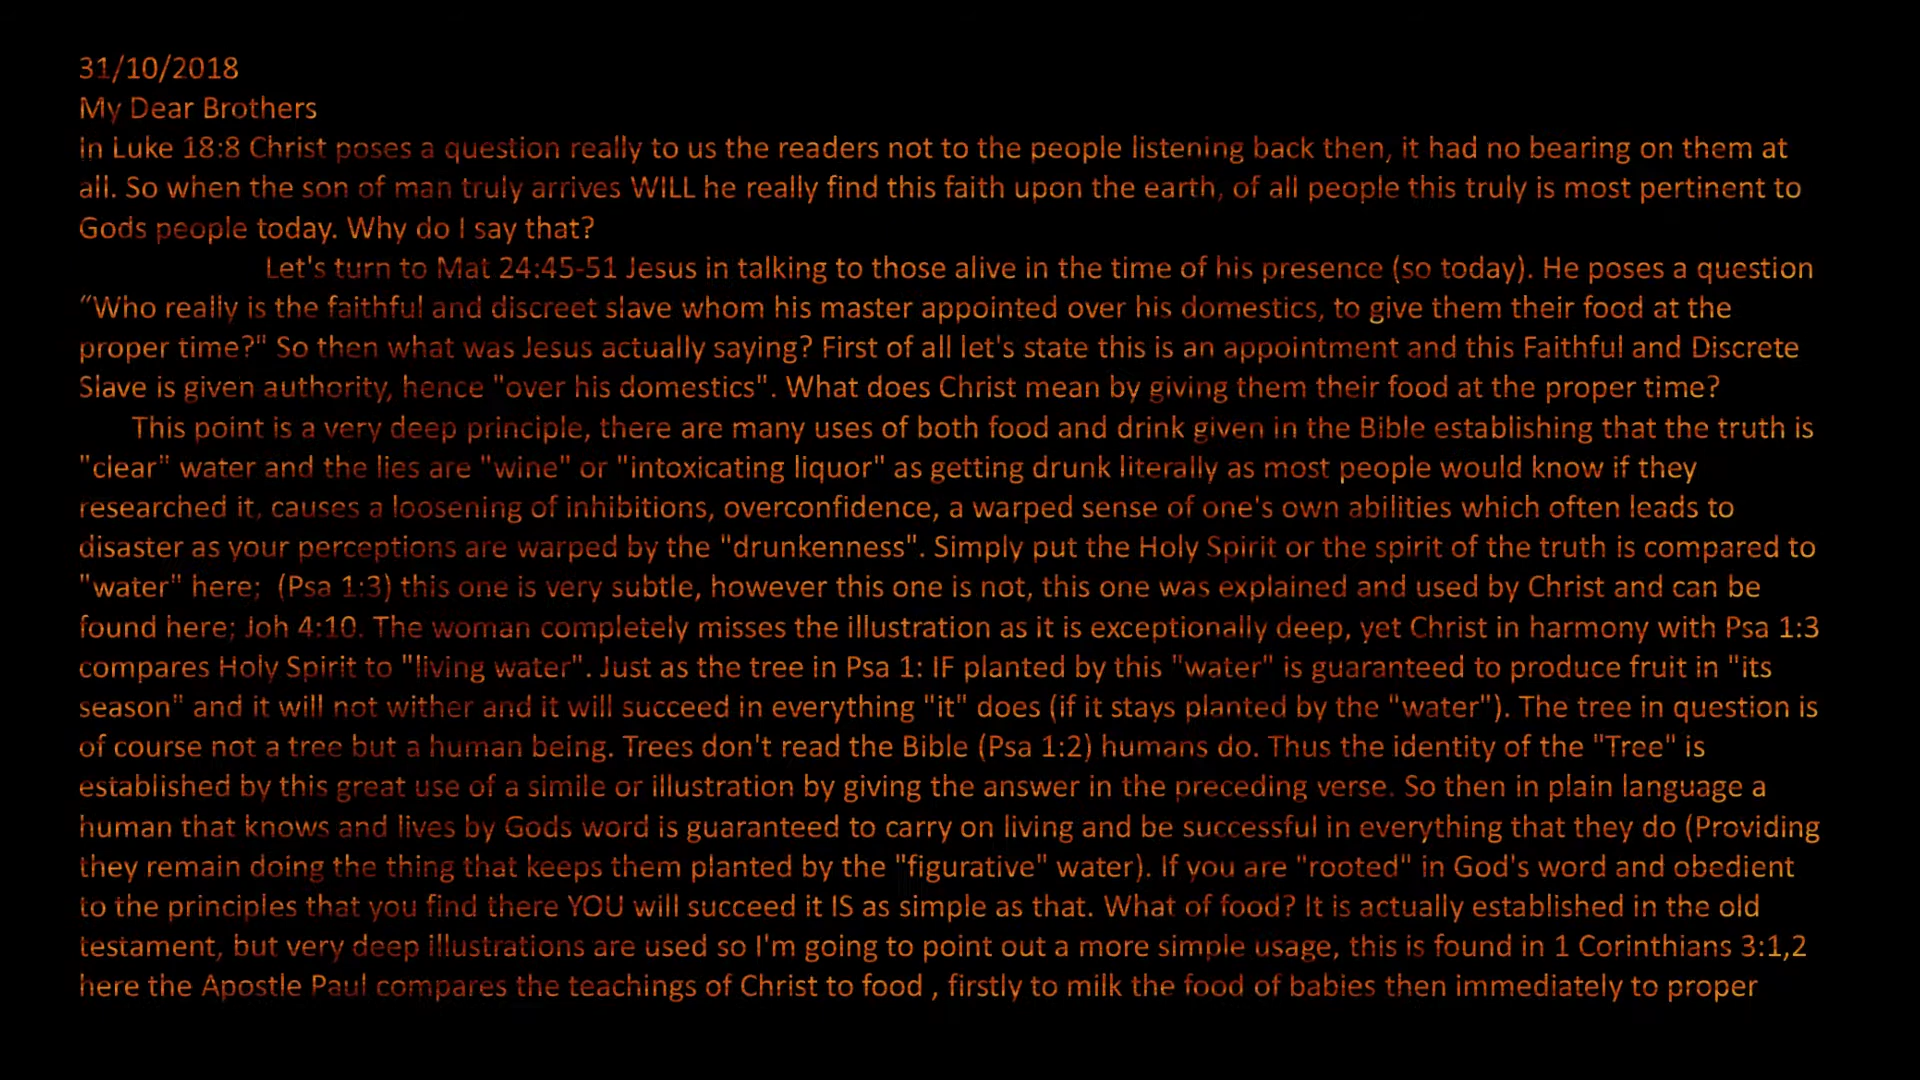 31/10/2018
My Dear Brothers
In Luke 18:8 Christ poses a question really to us the readers not to the people listening back then, it had no bearing on them at
all. So when the son of man truly arrives WILL he really find this faith upon the earth, of all people this truly is most pertinent to
Gods people today. Why do I say that?
Let's turn to Mat 24:45-51 Jesus in talking to those alive in the time of his presence (so today). He poses a question
“Who really is the faithful and discreet slave whom his master appointed over his domestics, to give them their food at the
proper time?" So then what was Jesus actually saying? First of all let's state this is an appointment and this Faithful and Discrete
Slave is given authority, hence "over his domestics". What does Christ mean by giving them their food at the proper time?
This point is a very deep principle, there are many uses of both food and drink given in the Bible establishing that the truth is
"clear" water and the lies are "wine" or "intoxicating liquor" as getting drunk literally as most people would know if they
researched it, causes a loosening of inhibitions, overconfidence, a warped sense of one's own abilities which often leads to
disaster as your perceptions are warped by the "drunkenness". Simply put the Holy Spirit or the spirit of the truth is compared to
"water" here;  (Psa 1:3) this one is very subtle, however this one is not, this one was explained and used by Christ and can be
found here; Joh 4:10. The woman completely misses the illustration as it is exceptionally deep, yet Christ in harmony with Psa 1:3
compares Holy Spirit to "living water". Just as the tree in Psa 1: IF planted by this "water" is guaranteed to produce fruit in "its
season" and it will not wither and it will succeed in everything "it" does (if it stays planted by the "water"). The tree in question is
of course not a tree but a human being. Trees don't read the Bible (Psa 1:2) humans do. Thus the identity of the "Tree" is
established by this great use of a simile or illustration by giving the answer in the preceding verse. So then in plain language a
human that knows and lives by Gods word is guaranteed to carry on living and be successful in everything that they do (Providing
they remain doing the thing that keeps them planted by the "figurative" water). If you are "rooted" in God's word and obedient
to the principles that you find there YOU will succeed it IS as simple as that. What of food? It is actually established in the old
testament, but very deep illustrations are used so I'm going to point out a more simple usage, this is found in 1 Corinthians 3:1,2
here the Apostle Paul compares the teachings of Christ to food , firstly to milk the food of babies then immediately to proper